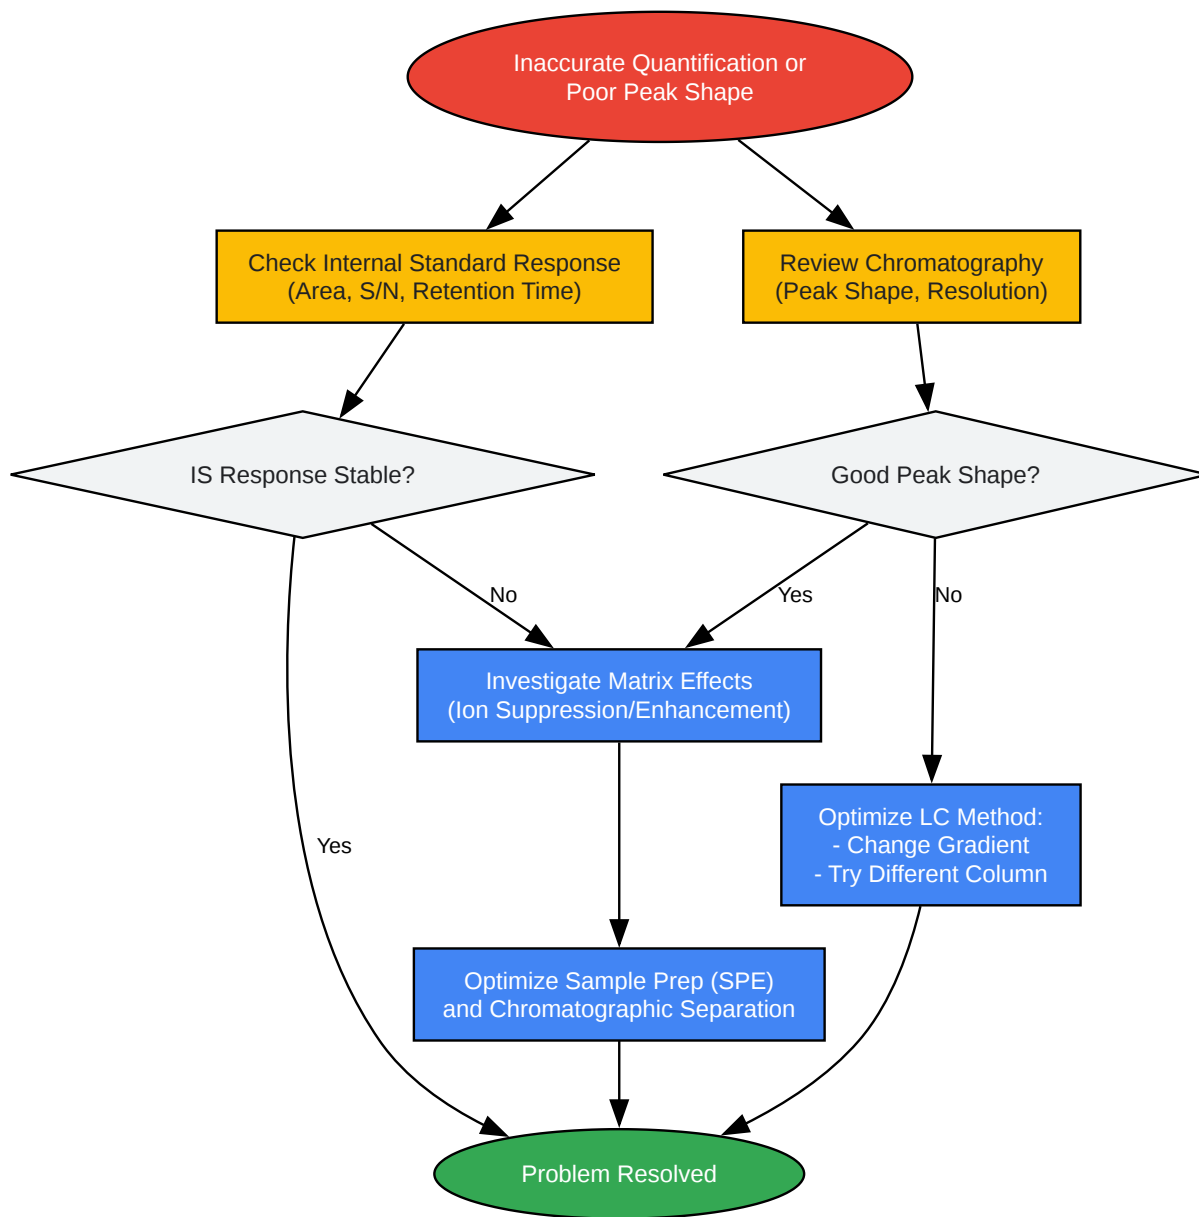 Inaccurate Quantification or
Poor Peak Shape
Check Internal Standard Response
(Area, S/N, Retention Time)
Review Chromatography
(Peak Shape, Resolution)
IS Response Stable?
Good Peak Shape?
No
Yes
No
Investigate Matrix Effects
(Ion Suppression/Enhancement)
Optimize LC Method:
- Change Gradient
- Try Different Column
Yes
Optimize Sample Prep (SPE)
and Chromatographic Separation
Problem Resolved